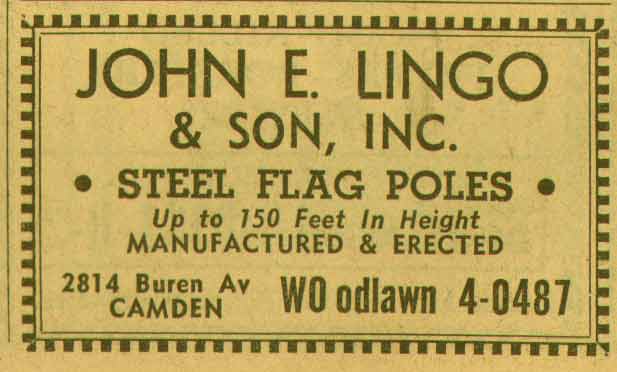 JOHN E. LINGO
& SON, INC.
• STEEL FLAG POLES •
Up to 150 Feet In Height
MANUFACTURED & ERECTED
2814 Buren Av
CAMDEN
WO odlawn 4-0487